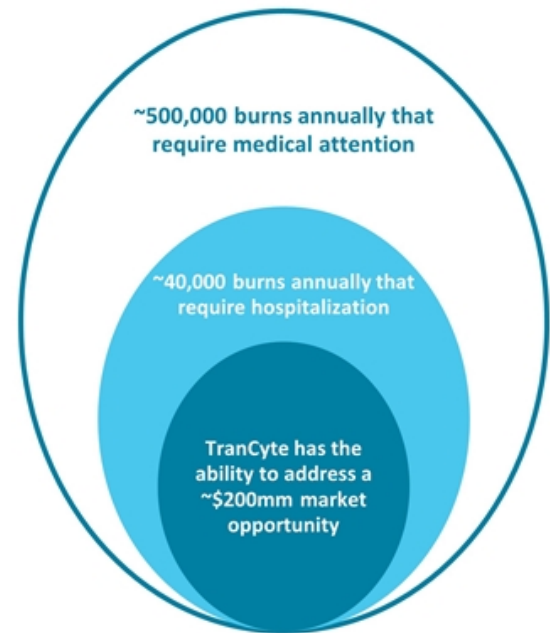 ~500,000 burns annually that
require medical attention
~40,000 burns annually that
require hospitalization
TranCyte has the
ability to address a
~$200mm market
opportunity